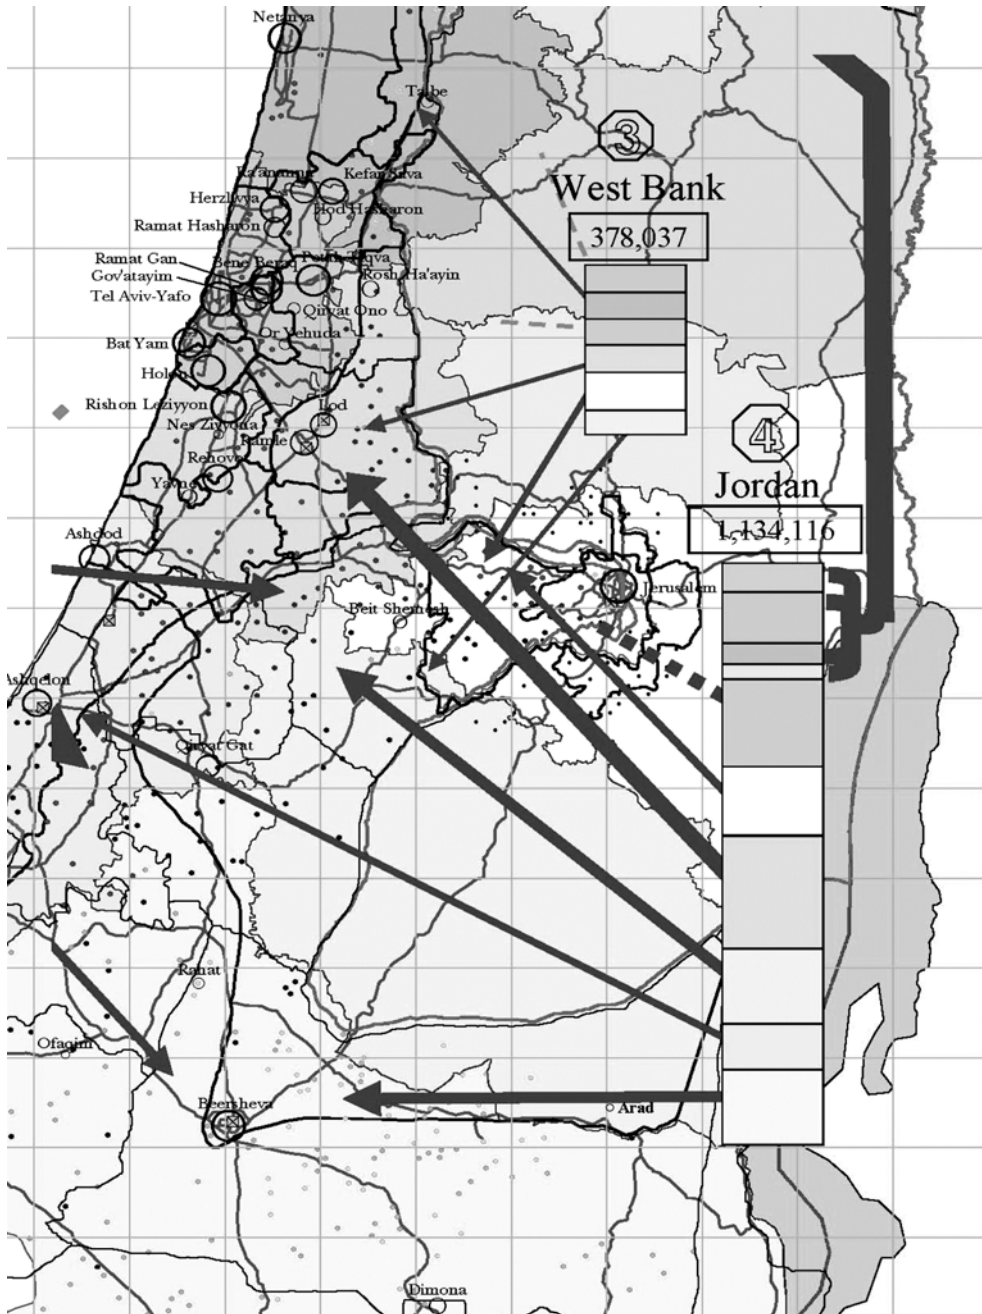 Netanya
Taibe
3
Ra'ananna
Kefar Sava
West Bank
Herzliyya
Hod Hasharon
Ramat Hasharon
378,037
Ramat Gan
Bene Beraq
Petah Tiqva
Gov'atayim
Rosh Ha'ayin
Tel Aviv-Yafo
Qiryat Ono
Or Yehuda
Bat Yam
Holon
Rishon Leziyyon
Lod
Nes Ziyyona
Ramle
4
Rehovot
Yavne
Jordan
Ashdod
1,134,116
Jerusalem
Beit Shemesh
Ashqelon
Qiryat Gat
Rahat
Ofaqim
Beersheva
Arad
Dimona